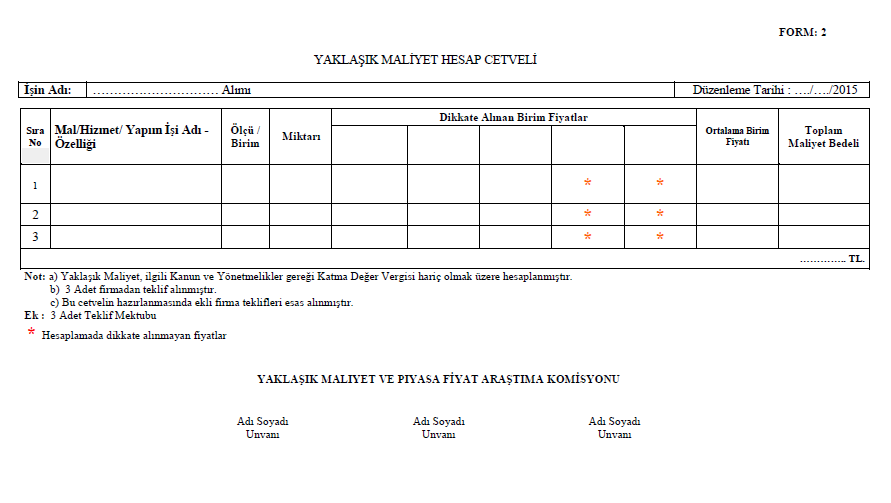 FORM: 2
YAKLAŞIK MALİYET HESAP CETVELİ
İşin Adı: ………………………… Alımı Düzenleme Tarihi : …./…./2015
Sıra No Mal/Hizmet/ Yapım İşi Adı - Özelliği Ölçü / Birim Miktarı Dikkate Alınan Birim Fiyatlar Ortalama Birim Fiyatı Toplam Maliyet Bedeli
1 * *
2 * *
3 * *
………….. TL.
Not: a) Yaklaşık Maliyet, ilgili Kanun ve Yönetmelikler gereği Katma Değer Vergisi hariç olmak üzere hesaplanmıştır.
b) 3 Adet firmadan teklif alınmıştır.
c) Bu cetvelin hazırlanmasında ekli firma teklifleri esas alınmıştır.
Ek : 3 Adet Teklif Mektubu
* Hesaplamada dikkate alınmayan fiyatlar
YAKLAŞIK MALIYET VE PIYASA FİYAT ARAŞTIMA KOMİSYONU
Adı Soyadı Adı Soyadı Adı Soyadı
Unvanı Unvanı Unvanı